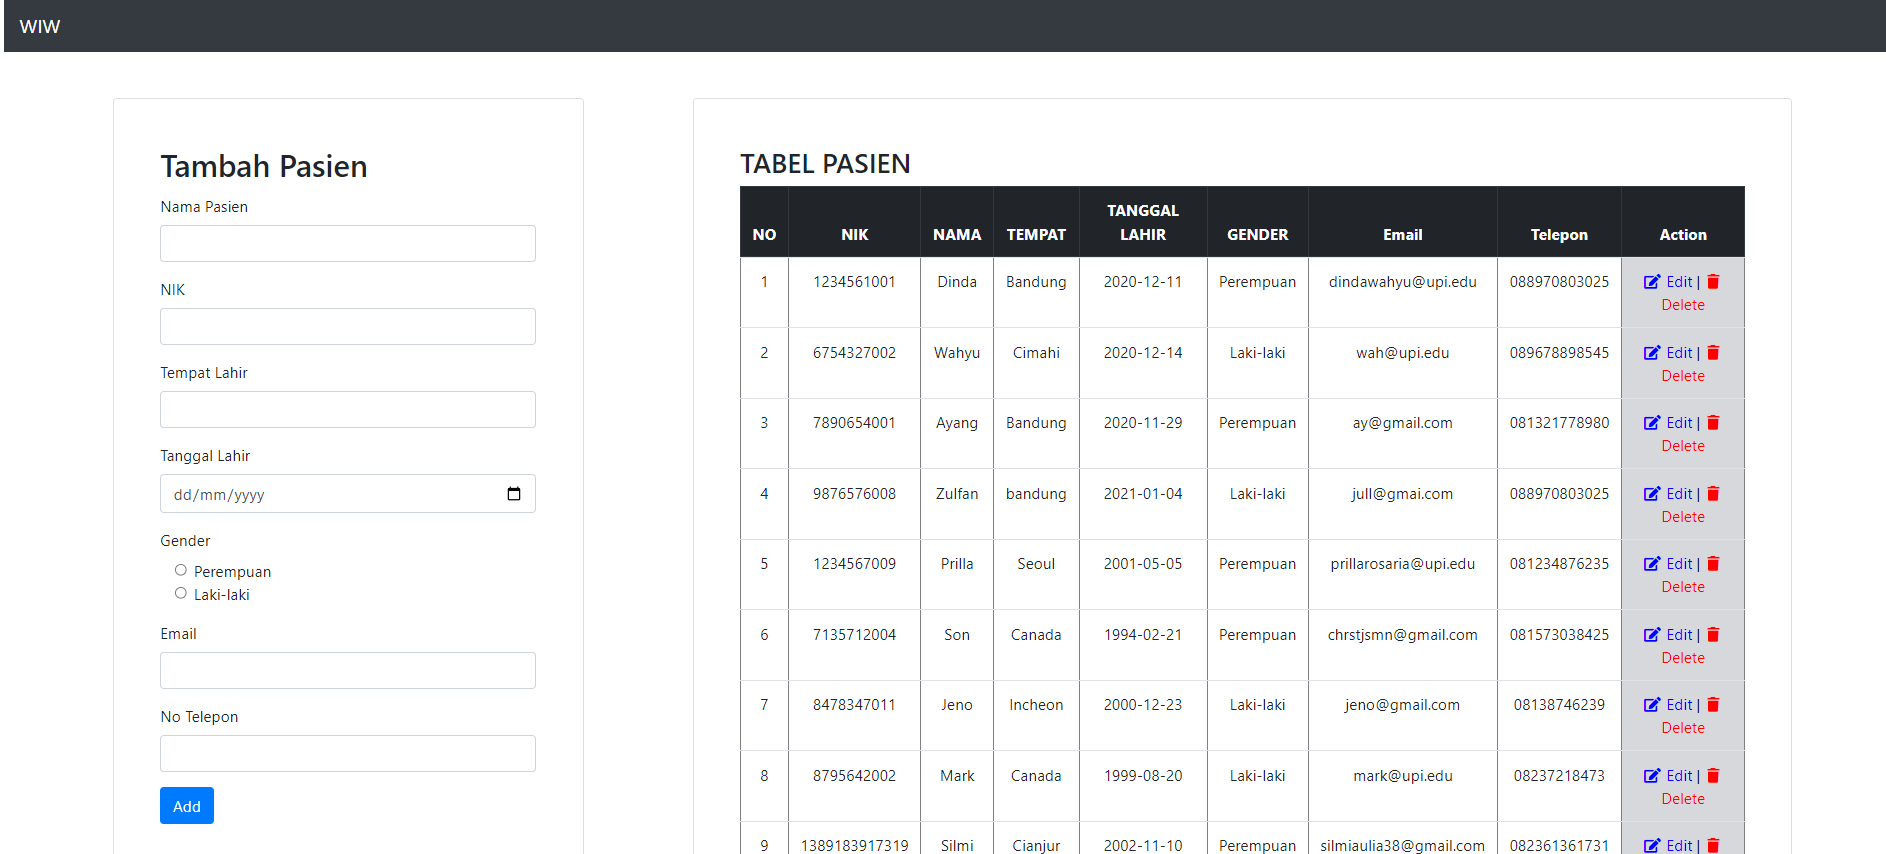 WIW
Tambah Pasien
Nama Pasien
NIK
Tempat Lahir
Tanggal Lahir
dd/mm/yyyy
Gender
Perempuan
Laki-laki
Email
No Telepon
Add
TABEL PASIEN
NO NIK NAMA TEMPAT TANGGAL LAHIR GENDER Email Telepon Action
1 1234561001 Dinda Bandung 2020-12-11 Perempuan dindawahyu@upi.edu 088970803025 Edit |
Delete
2 6754327002 Wahyu Cimahi 2020-12-14 Laki-laki wah@upi.edu 089678898545 Edit |
Delete
3 7890654001 Ayang Bandung 2020-11-29 Perempuan ay@gmail.com 081321778980 Edit |
Delete
4 9876576008 Zulfan bandung 2021-01-04 Laki-laki jull@gmai.com 088970803025 Edit |
Delete
5 1234567009 Prilla Seoul 2001-05-05 Perempuan prillarosaria@upi.edu 081234876235 Edit |
Delete
6 7135712004 Son Canada 1994-02-21 Perempuan chrstjsmn@gmail.com 081573038425 Edit |
Delete
7 8478347011 Jeno Incheon 2000-12-23 Laki-laki jeno@gmail.com 08138746239 Edit |
Delete
8 8795642002 Mark Canada 1999-08-20 Laki-laki mark@upi.edu 08237218473 Edit |
Delete
9 1389183917319 Silmi Cianjur 2002-11-10 Perempuan silmiaulia38@gmail.com 082361361731 Edit |